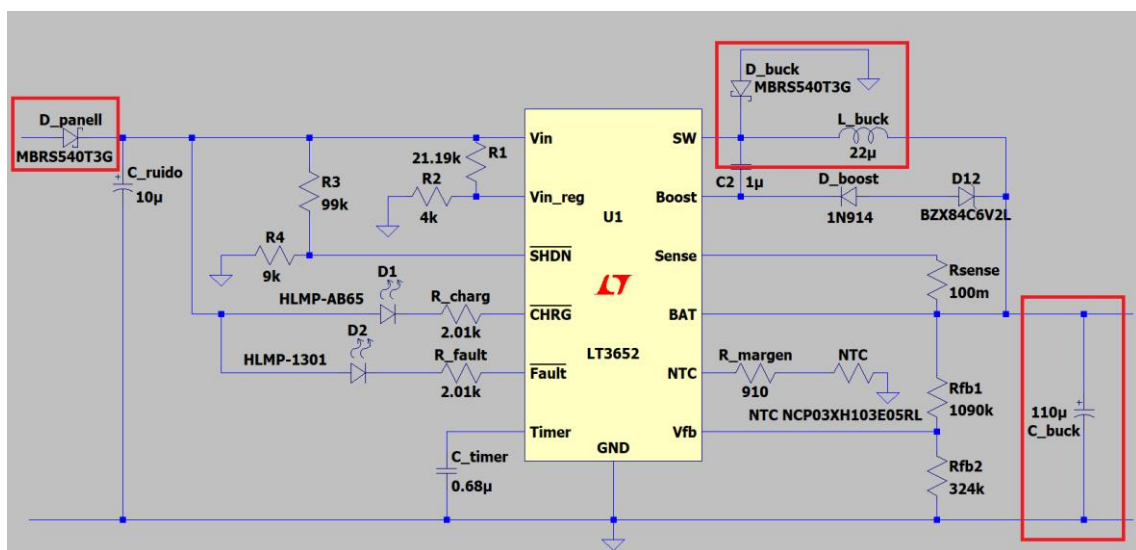 D_panell
MBRS540T3G
C_ruido
10µ
R3
99k
R4
9k
21.19k
R1
R2
4k
D1
HLMP-AB65
R_charg
2.01k
D2
HLMP-1301
R_fault
2.01k
C_timer
0.68µ
Vin
Vin_reg
SHDN
CHRG
Fault
Timer
U1
LT3652
GND
SW
Boost
Sense
BAT
NTC
Vfb
D_buck
MBRS540T3G
L_buck
22µ
C2
1µ
D_boost
1N914
D12
BZX84C6V2L
Rsense
100m
R_margen
910
NTC
NTC NCP03XH103E05RL
Rfb1
1090k
Rfb2
324k
110µ
C_buck